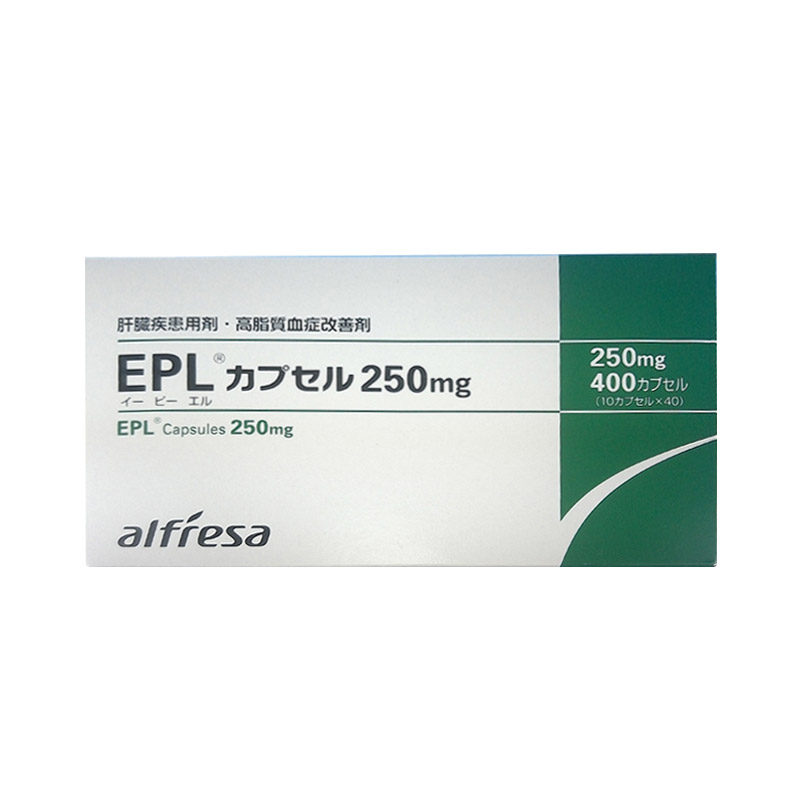 肝臓疾患用剤・高脂質血症改善剤
EPL® カプセル 250mg
イー ピー エル
EPL® Capsules 250mg
alfresa
250mg
400カプセル
(10カプセル×40)